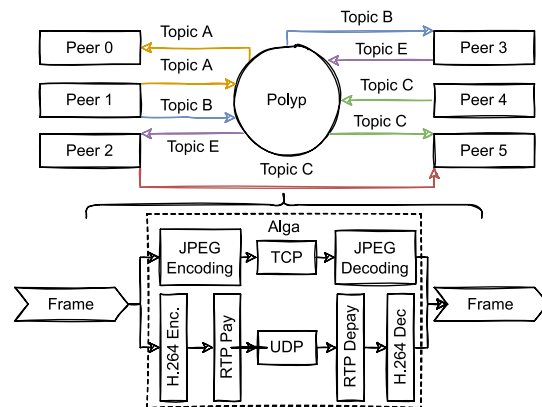 Topic B
Peer 0
Topic A
Peer 3
Topic E
Topic A
Peer 1
Polyp
Topic C
Peer 4
Topic B
Topic C
Peer 2
Topic E
Peer 5
Topic C
Alga
JPEG
Encoding
TCP
JPEG
Decoding
Frame
H.264 Enc.
RTP Pay
UDP
RTP Depay
H.264 Dec
Frame